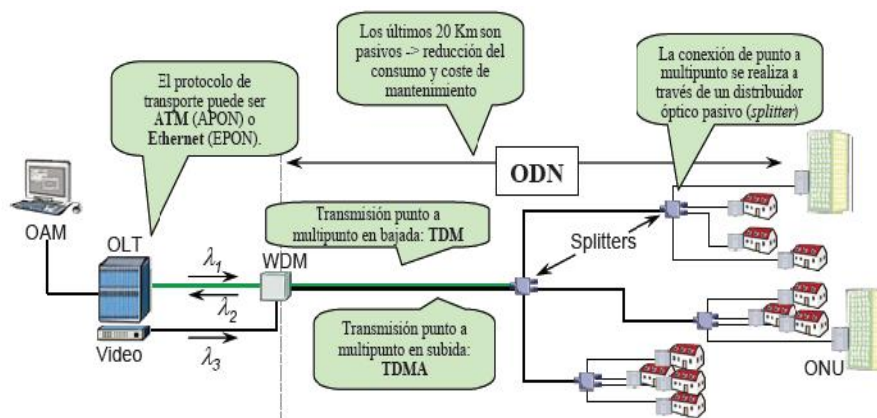 Los últimos 20 Km son
pasivos -> reducción del
consumo y coste de
mantenimiento
La conexión de punto a
multipunto se realiza a
través de un distribuidor
óptico pasivo (splitter)
El protocolo de
transporte puede ser
ATM (APON) o
Ethernet (EPON).
ODN
OAM
OLT
Transmisión punto a
multipunto en bajada: TDM
Splitters
λ1
WDM
λ2
Transmisión punto a
multipunto en subida:
TDMA
Video
λ3
ONU